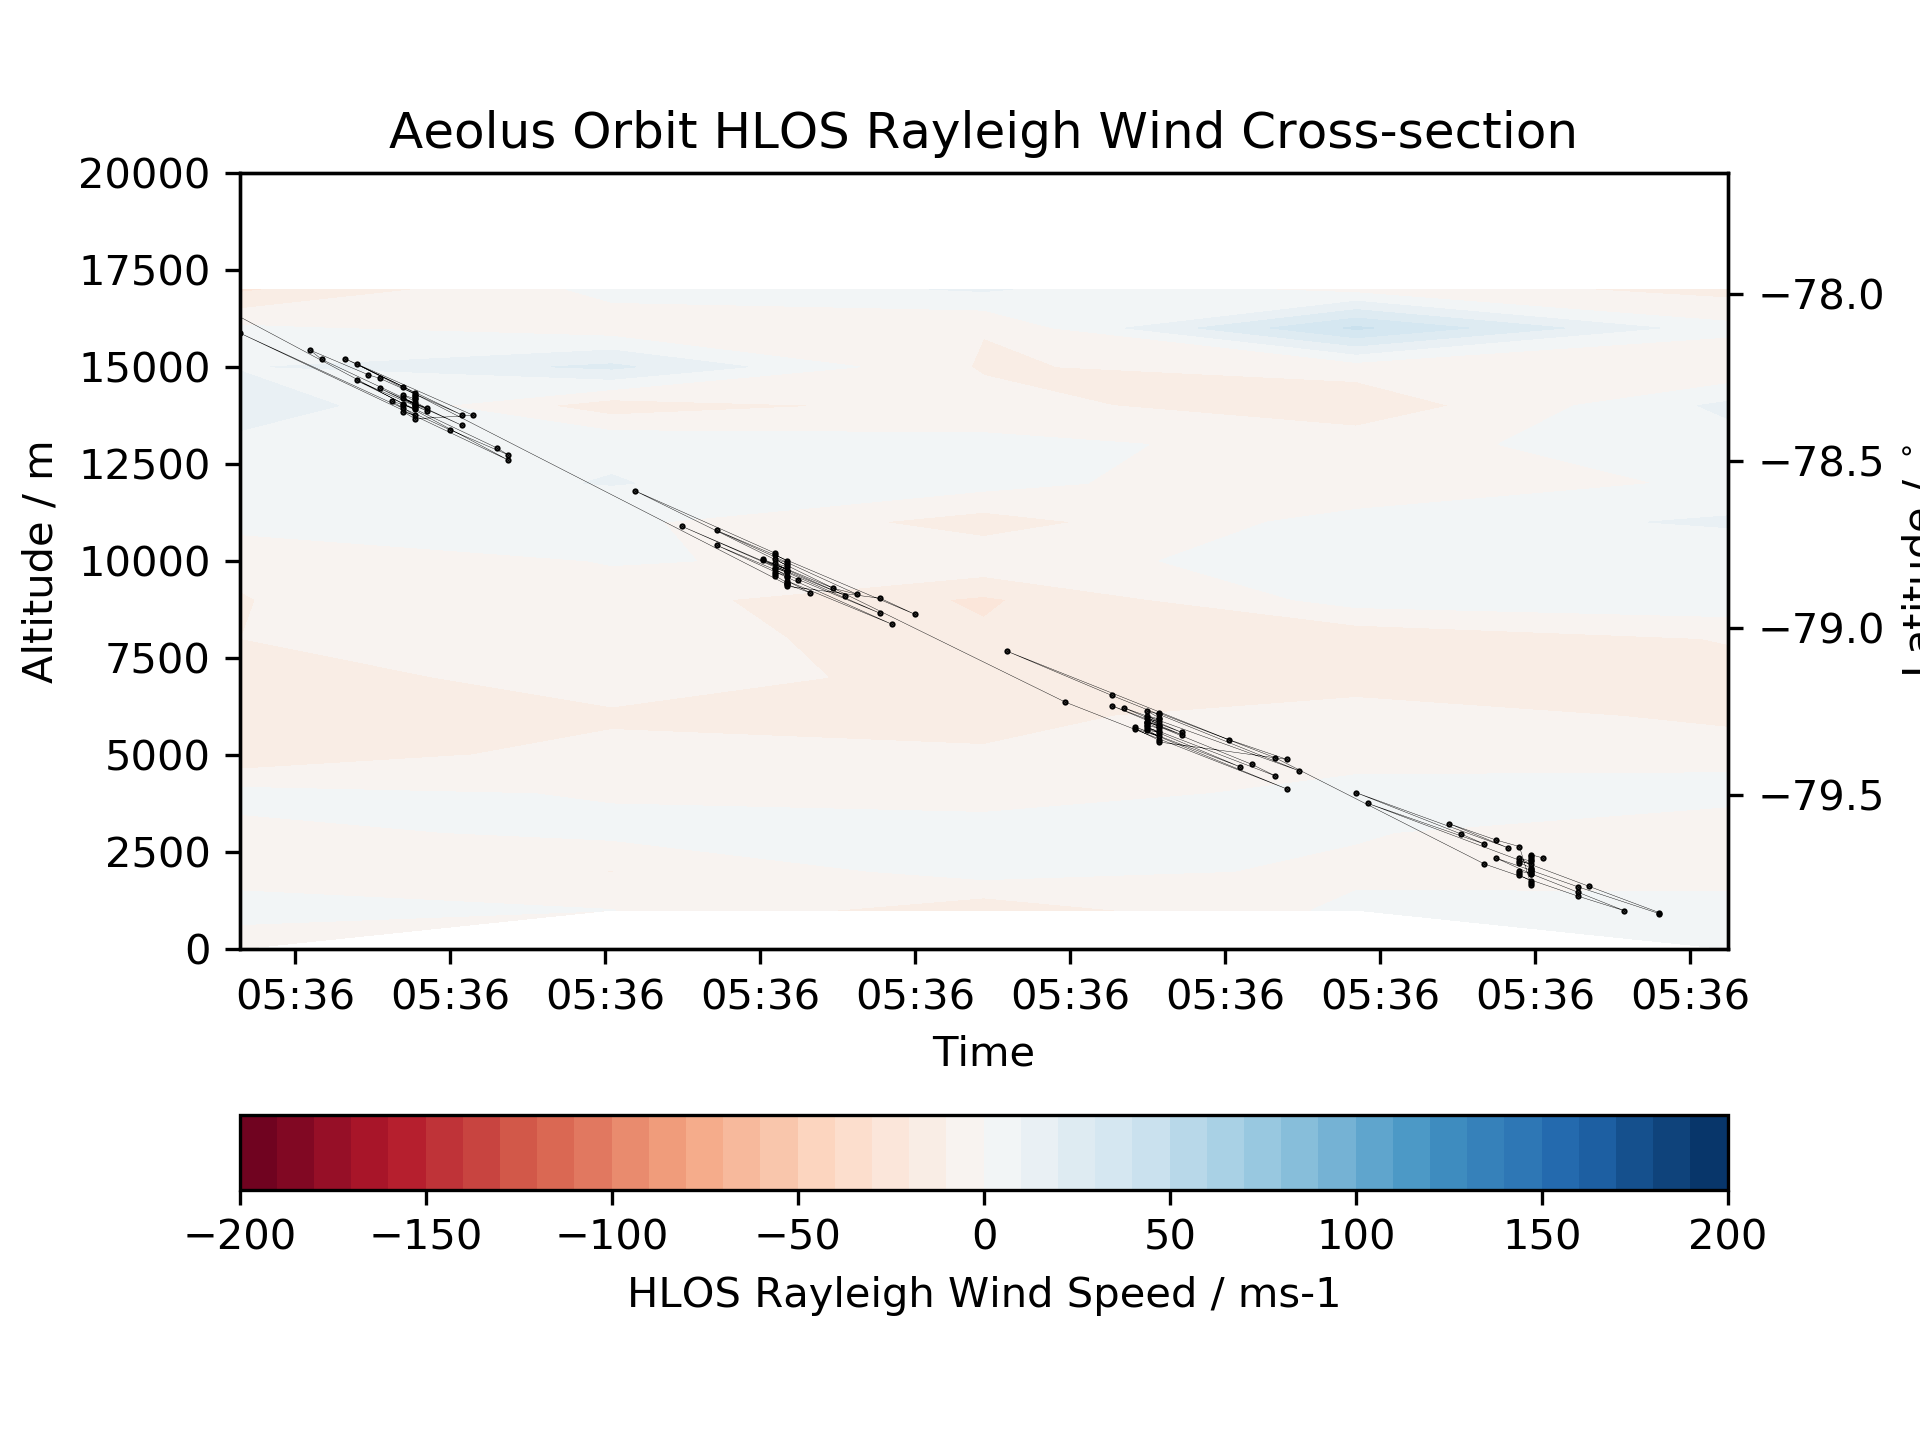 Aeolus Orbit HLOS Rayleigh Wind Cross-section
20000
17500
15000
12500
10000
7500
5000
2500
0
Altitude / m
−78.0
−78.5
−79.0
−79.5
05:36 05:36 05:36 05:36 05:36 05:36 05:36 05:36 05:36 05:36
Time
−200 −150 −100 −50 0 50 100 150 200
HLOS Rayleigh Wind Speed / ms-1